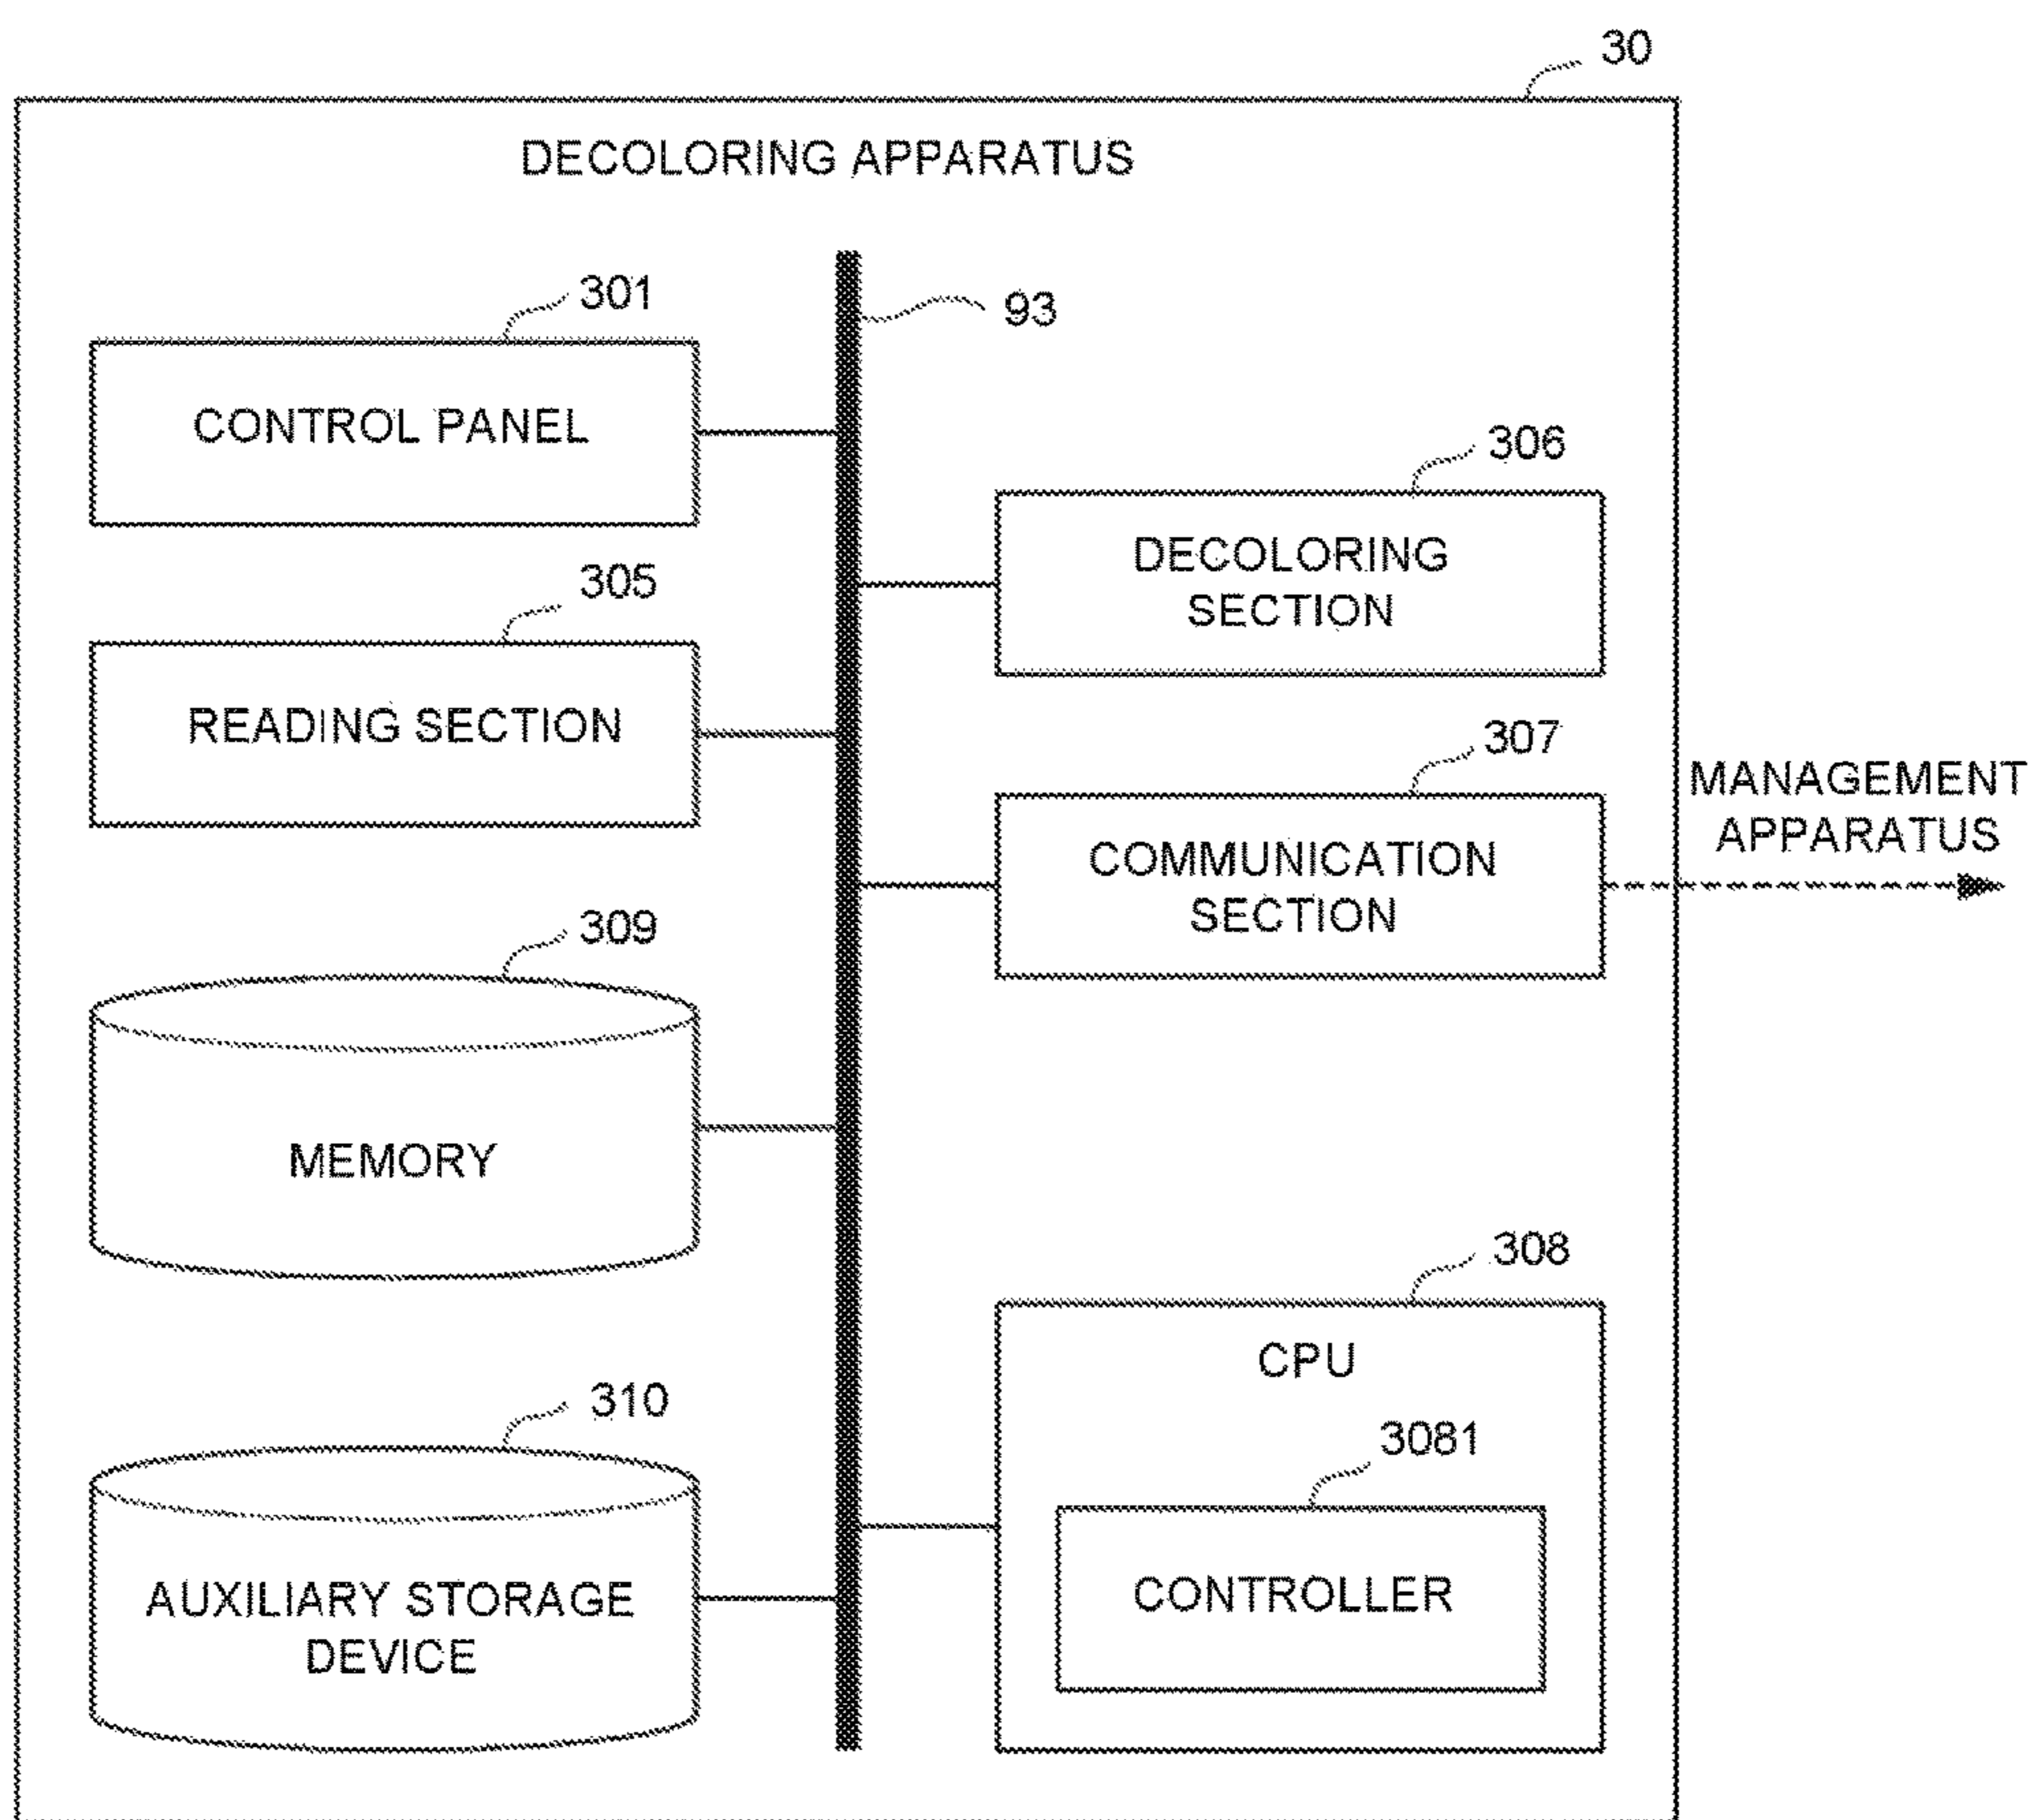 30
DECOLORING APPARATUS
301
93
CONTROL PANEL
306
DECOLORING
SECTION
305
READING SECTION
307
COMMUNICATION
SECTION
MANAGEMENT
APPARATUS
309
MEMORY
308
CPU
310
3081
AUXILIARY STORAGE
DEVICE
CONTROLLER